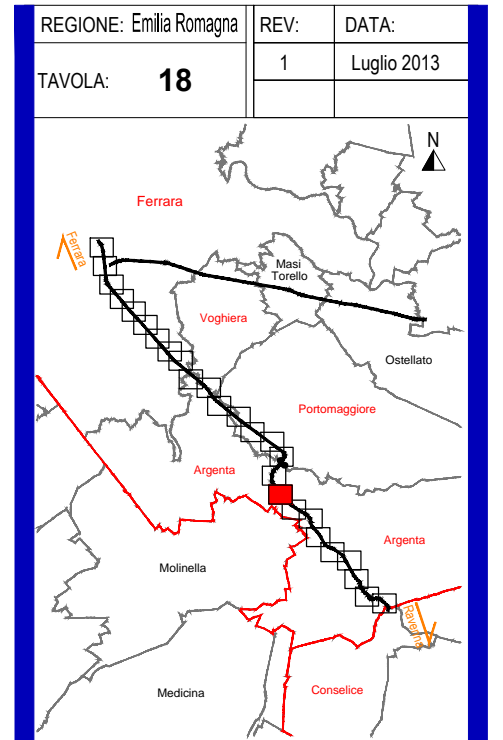 REGIONE: Emilia Romagna
REV:
DATA:
TAVOLA: 18
1
Luglio 2013
N
Ferrara
Ferrara
Masi
Torello
Voghiera
Ostellato
Portomaggiore
Argenta
Argenta
Molinella
Ravenna
Medicina
Conselice